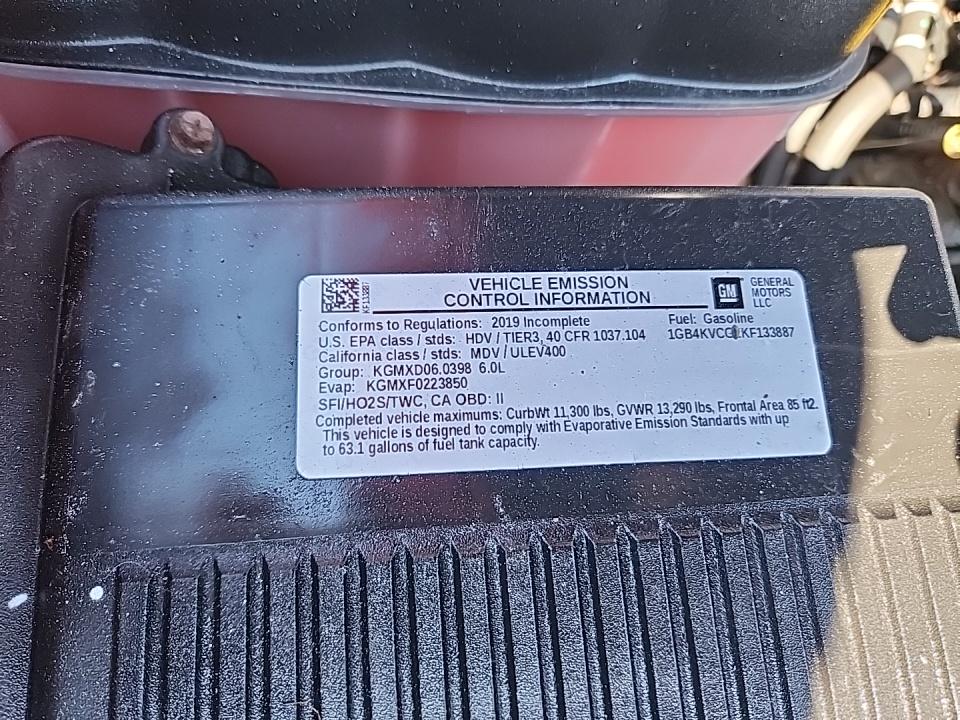 KF133887
VEHICLE EMISSION
CONTROL INFORMATION
GM
GENERAL
MOTORS
LLC
Conforms to Regulations: 2019 Incomplete
Fuel: Gasoline
U.S. EPA class / stds: HDV / TIER3, 40 CFR 1037.104
California class / stds: MDV / ULEV400
Group: KGMXD06.0398 6.0L
Evap: KGMXF0223850
SFI/HO2S/TWC, CA OBD: II
Completed vehicle maximums: CurbWt 11,300 lbs, GVWR 13,290 lbs, Frontal Area 85 ft2.
This vehicle is designed to comply with Evaporative Emission Standards with up
to 63.1 gallons of fuel tank capacity.